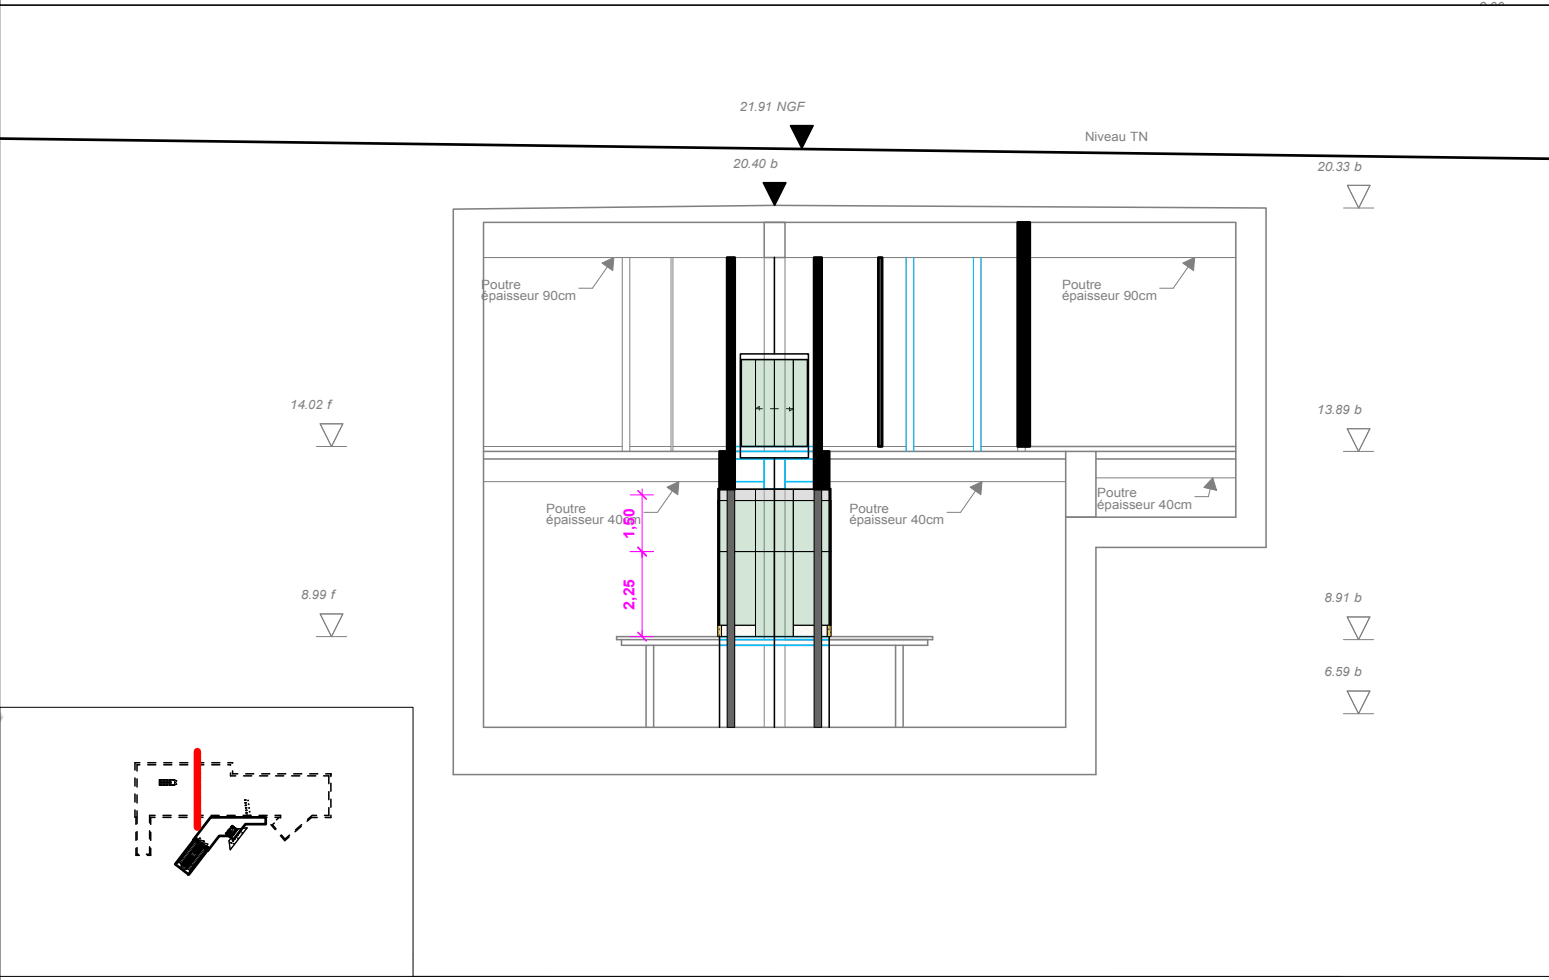 21.91 NGF
Niveau TN
20.40 b
20.33 b
Poutre
épaisseur 90cm
Poutre
épaisseur 90cm
14.02 f
13.89 b
Poutre
épaisseur 40cm
Poutre
épaisseur 40cm
Poutre
épaisseur 40cm
1,50
2,25
8.99 f
8.91 b
6.59 b